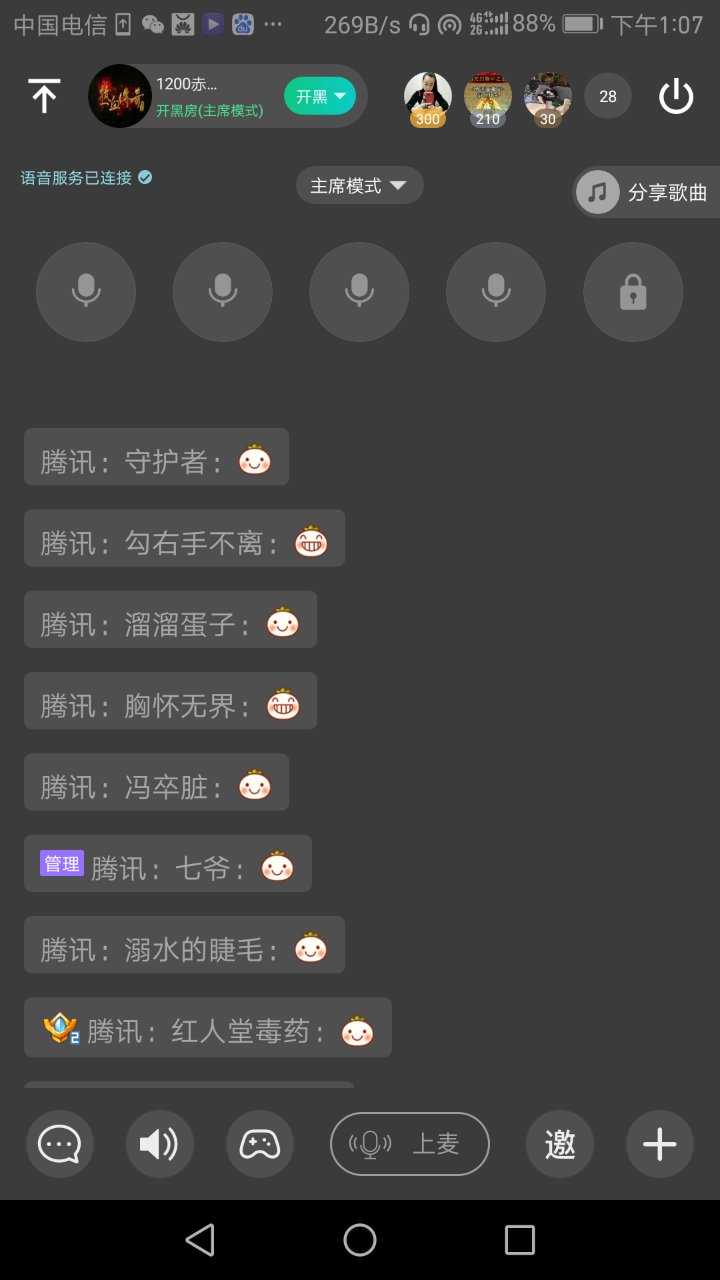 中国电信 ··· 269B/s 4G 2G 88% 下午1:07
1200赤...
开黑房(主席模式)
开黑
300 210 30 28
语音服务已连接
主席模式
分享歌曲
腾讯：守护者：
腾讯：勾右手不离：
腾讯：溜溜蛋子：
腾讯：胸怀无界：
腾讯：冯卒脏：
管理 腾讯：七爷：
腾讯：溺水的睫毛：
2 腾讯：红人堂毒药：
上麦
邀